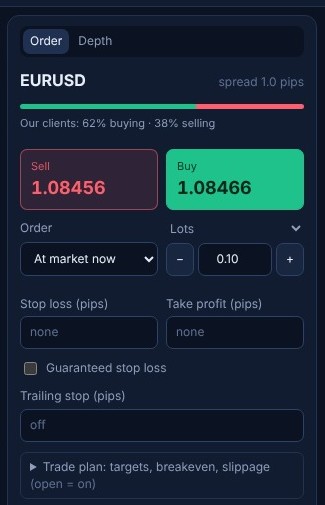 Order Depth
EURUSD spread 1.0 pips
Our clients: 62% buying · 38% selling
Sell Buy
1.08456 1.08466
Order Lots
At market now − 0.10 +
Stop loss (pips) Take profit (pips)
none none
Guaranteed stop loss
Trailing stop (pips)
off
Trade plan: targets, breakeven, slippage
(open = on)